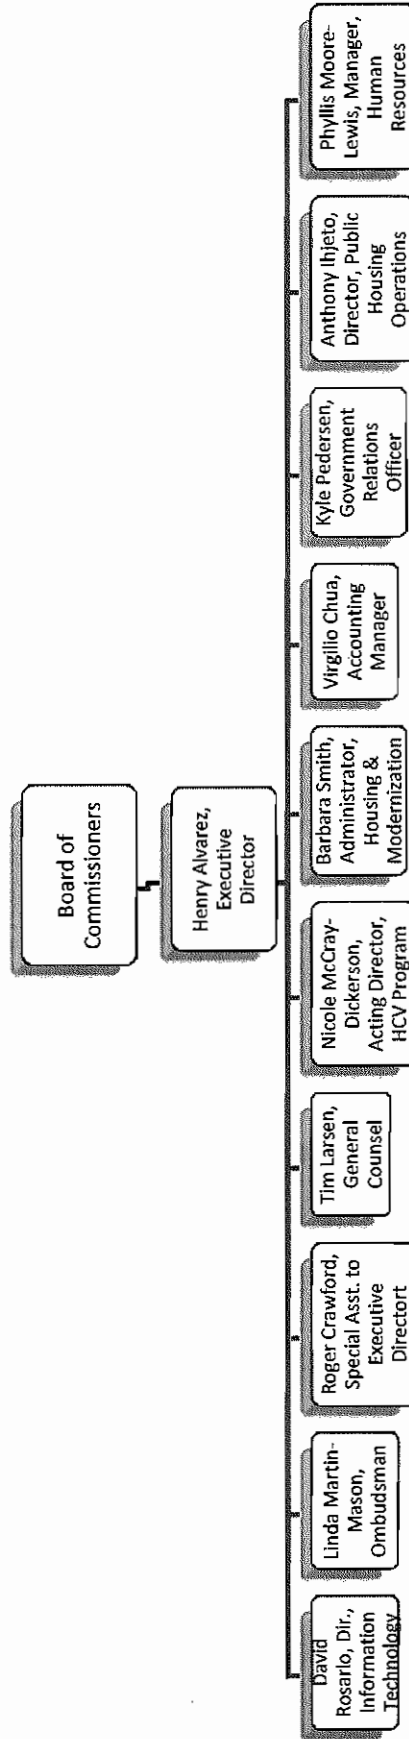 Board of
Commissioners
Henry Alvarez,
Executive
Director
David
Rosario, Dir.,
Information
Technology
Linda Martin-
Mason,
Ombudsman
Roger Crawford,
Special Asst. to
Executive
Directort
Tim Larsen,
General
Counsel
Nicole McCray-
Dickerson,
Acting Director,
HCV Program
Barbara Smith,
Administrator,
Housing &
Modernization
Virgilio Chua,
Accounting
Manager
Kyle Pedersen,
Government
Relations
Officer
Anthony Ihjeto,
Director, Public
Housing
Operations
Phyllis Moore-
Lewis, Manager,
Human
Resources